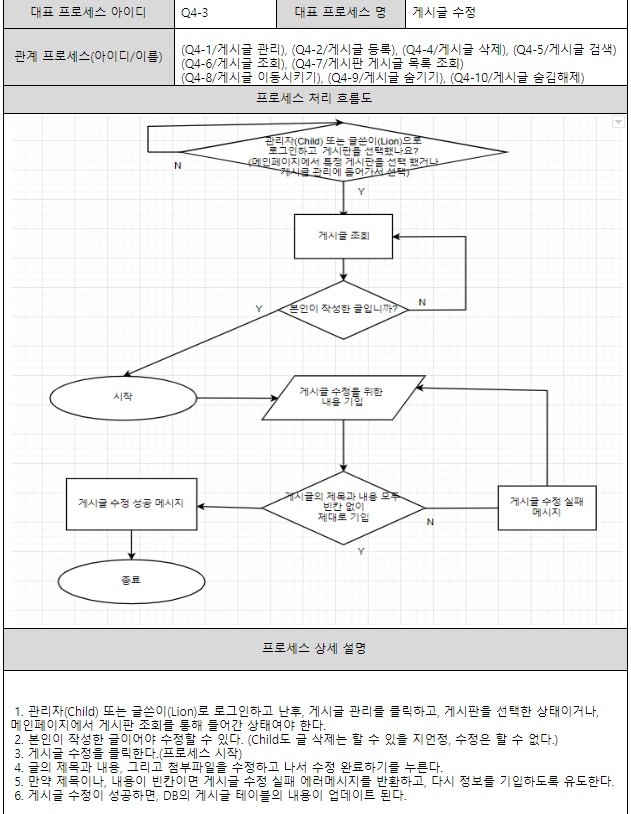 대표 프로세스 아이디 Q4-3 대표 프로세스 명 게시글 수정
관계 프로세스(아이디/이름)
(Q4-1/게시글 관리), (Q4-2/게시글 등록), (Q4-4/게시글 삭제), (Q4-5/게시글 검색)
(Q4-6/게시글 조회), (Q4-7/게시판 게시글 목록 조회)
(Q4-8/게시글 이동시키기), (Q4-9/게시글 숨기기), (Q4-10/게시글 숨김해제)
프로세스 처리 흐름도
관리자(Child) 또는 글쓴이(Lion)으로
로그인하고 게시판을 선택했나요?
(메인페이지에서 특정 게시판을 선택 했거나
게시글 관리에 들어가서 선택)
N
Y
게시글 조회
본인이 작성한 글입니까?
Y
N
시작
게시글 수정을 위한
내용 기입
게시글의 제목과 내용 모두
빈칸 없이
제대로 기입
N
Y
게시글 수정 성공 메시지
게시글 수정 실패
메시지
종료
프로세스 상세 설명
1. 관리자(Child) 또는 글쓴이(Lion)로 로그인하고 난후, 게시글 관리를 클릭하고, 게시판을 선택한 상태이거나,
메인페이지에서 게시판 조회를 통해 들어간 상태여야 한다.
2. 본인이 작성한 글이어야 수정할 수 있다. (Child도 글 삭제는 할 수 있을 지언정, 수정은 할 수 없다.)
3. 게시글 수정을 클릭한다.(프로세스 시작)
4. 글의 제목과 내용, 그리고 첨부파일을 수정하고 나서 수정 완료하기를 누른다.
5. 만약 제목이나, 내용이 빈칸이면 게시글 수정 실패 에러메시지를 반환하고, 다시 정보를 기입하도록 유도한다.
6. 게시글 수정이 성공하면, DB의 게시글 테이블의 내용이 업데이트 된다.